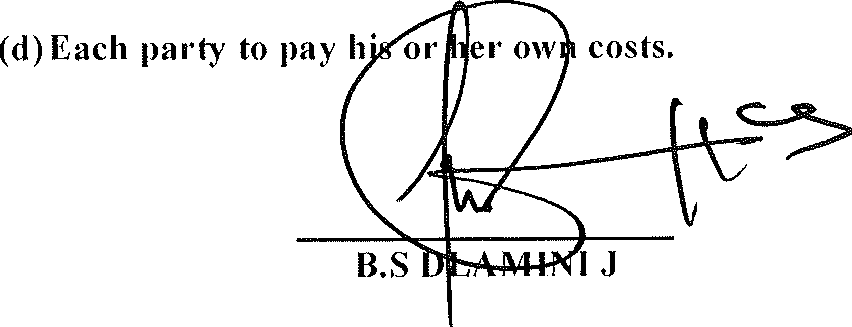 (d) Each party to pay his or her own costs.
B.S DLAMINI J